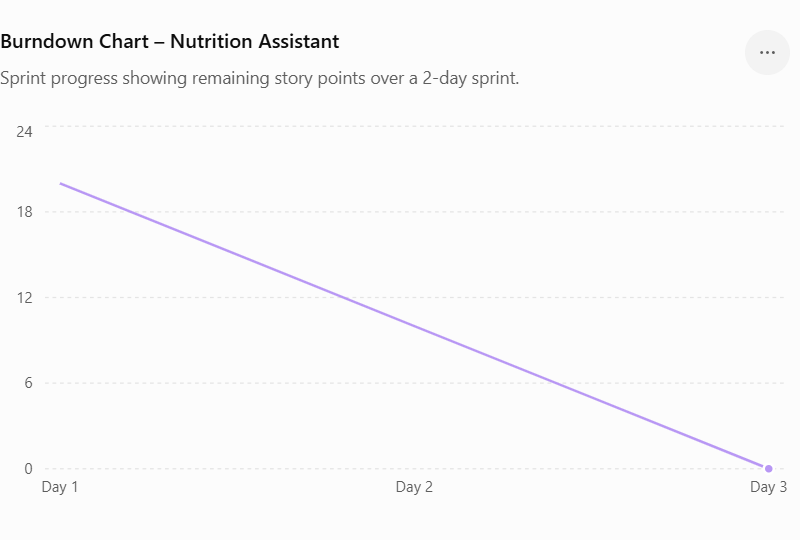 Burndown Chart – Nutrition Assistant
Sprint progress showing remaining story points over a 2-day sprint.
24
18
12
6
0
Day 1 Day 2 Day 3